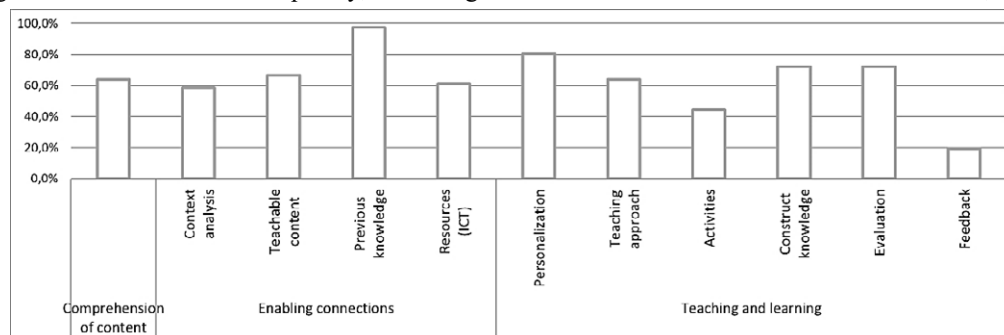 100,0%
80,0%
60,0%
40,0%
20,0%
0,0%
Context
analysis
Teachable
content
Previous
knowledge
Resources
(ICT)
Personalization
Teaching
approach
Activities
Construct
knowledge
Evaluation
Feedback
Comprehension
of content
Enabling connections
Teaching and learning